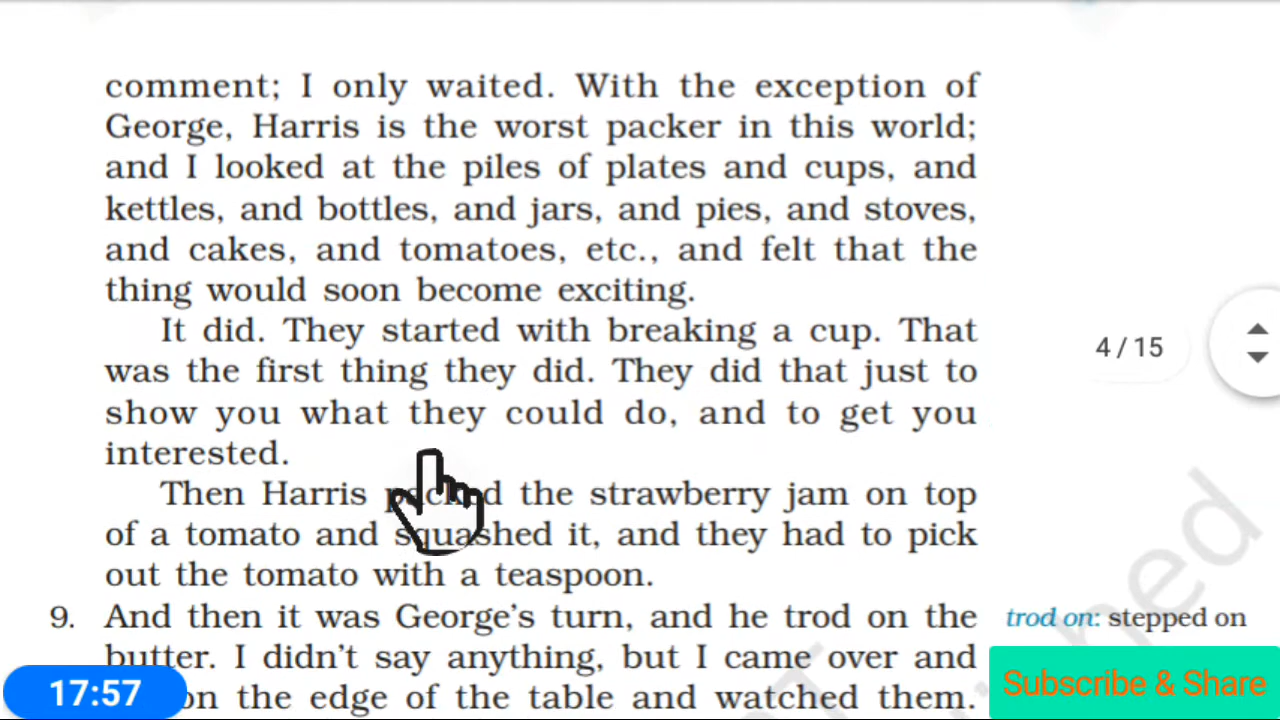 comment; I only waited. With the exception of
George, Harris is the worst packer in this world;
and I looked at the piles of plates and cups, and
kettles, and bottles, and jars, and pies, and stoves,
and cakes, and tomatoes, etc., and felt that the
thing would soon become exciting.
It did. They started with breaking a cup. That
was the first thing they did. They did that just to
show you what they could do, and to get you
interested.
Then Harris packed the strawberry jam on top
of a tomato and squashed it, and they had to pick
out the tomato with a teaspoon.
9. And then it was George's turn, and he trod on the
butter. I didn't say anything, but I came over and
on the edge of the table and watched them.
4 / 15
trod on: stepped on
17:57
Subscribe & Share